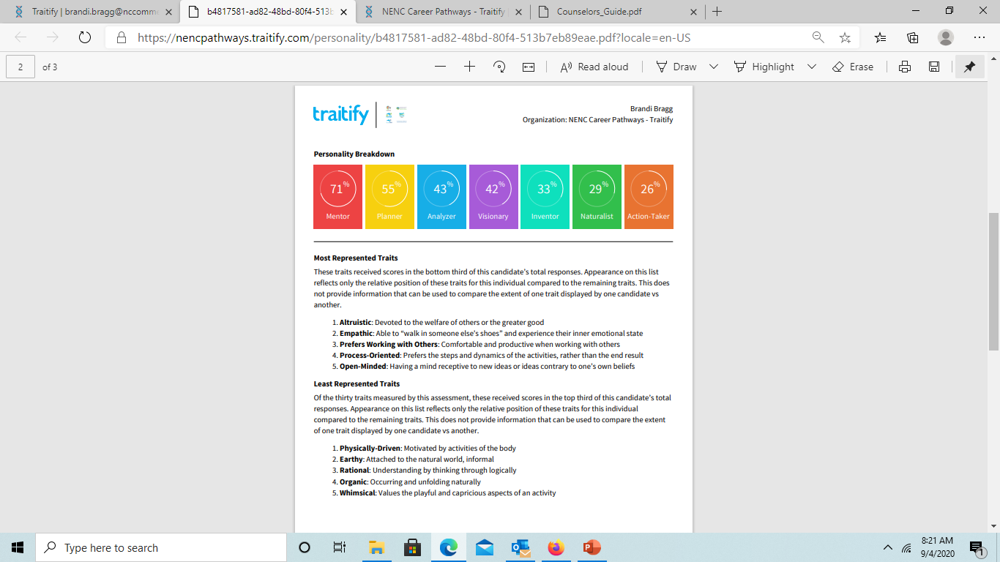 Traitify | brandi.bragg@nccomme
b4817581-ad82-48bd-80f4-513b
NENC Career Pathways - Traitify
Counselors_Guide.pdf
https://nencpathways.traitify.com/personality/b4817581-ad82-48bd-80f4-513b7eb89eae.pdf?locale=en-US
2 of 3
Read aloud
Draw
Highlight
Erase
traitify
Brandi Bragg
Organization: NENC Career Pathways - Traitify
Personality Breakdown
71% 55% 43% 42% 33% 29% 26%
Mentor Planner Analyzer Visionary Inventor Naturalist Action-Taker
Most Represented Traits
These traits received scores in the bottom third of this candidate's total responses. Appearance on this list
reflects only the relative position of these traits for this individual compared to the remaining traits. This does
not provide information that can be used to compare the extent of one trait displayed by one candidate vs
another.
1. Altruistic: Devoted to the welfare of others or the greater good
2. Empathic: Able to “walk in someone else's shoes” and experience their inner emotional state
3. Prefers Working with Others: Comfortable and productive when working with others
4. Process-Oriented: Prefers the steps and dynamics of the activities, rather than the end result
5. Open-Minded: Having a mind receptive to new ideas or ideas contrary to one's own beliefs
Least Represented Traits
Of the thirty traits measured by this assessment, these received scores in the top third of this candidate's total
responses. Appearance on this list reflects only the relative position of these traits for this individual
compared to the remaining traits. This does not provide information that can be used to compare the extent
of one trait displayed by one candidate vs another.
1. Physically-Driven: Motivated by activities of the body
2. Earthy: Attached to the natural world, informal
3. Rational: Understanding by thinking through logically
4. Organic: Occurring and unfolding naturally
5. Whimsical: Values the playful and capricious aspects of an activity
Type here to search
8:21 AM
9/4/2020
1